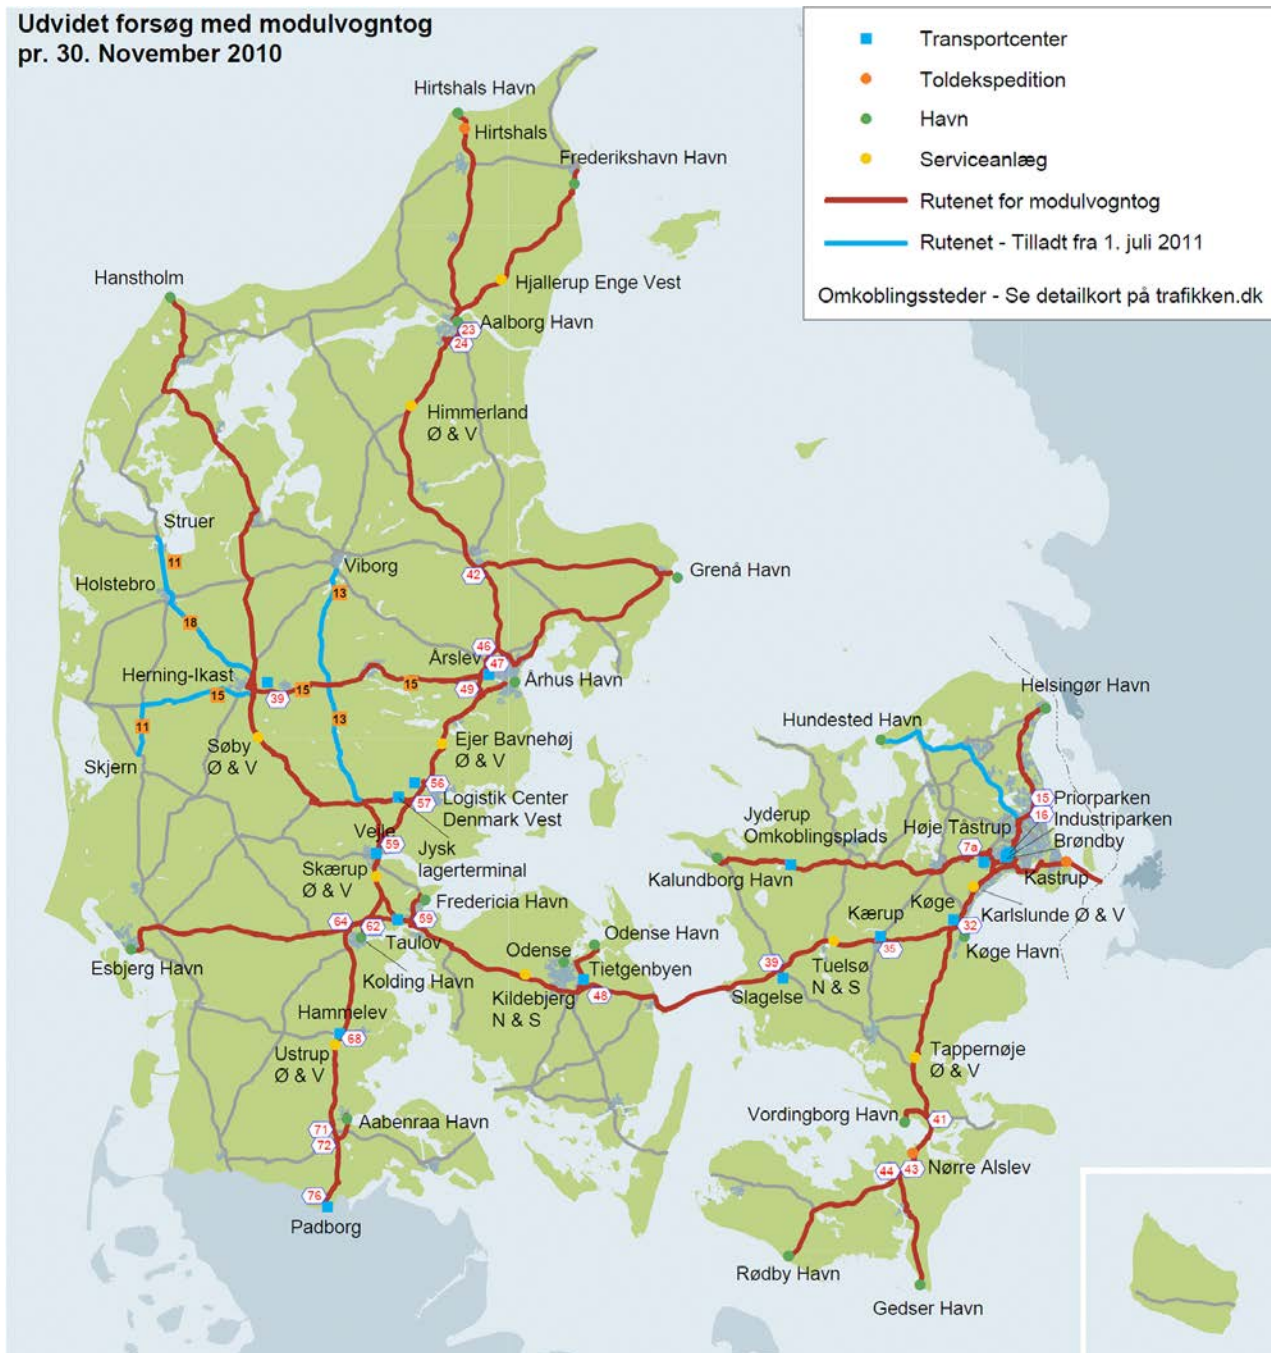 Udvidet forsøg med modulvogntog
pr. 30. November 2010
Transportcenter
Toldekspedition
Havn
Serviceanlæg
Rutenet for modulvogntog
Rutenet - Tilladt fra 1. juli 2011
Omkoblingssteder - Se detailkort på trafikken.dk
Hirtshals Havn
Hirtshals
Frederikshavn Havn
Hanstholm
Hjallerup Enge Vest
Aalborg Havn
23
24
Himmerland
Ø & V
Struer
11
Holstebro
18
Viborg
13
42
Grenå Havn
46
Årslev
47
Herning-Ikast
15
39
15
15
49
Århus Havn
11
13
Skjern
Søby
Ø & V
Ejer Bavnehøj
Ø & V
56
57
Logistik Center
Denmark Vest
Vejle
59
Jysk
lagerterminal
Skærup
Ø & V
Fredericia Havn
64
62
59
Taulov
Esbjerg Havn
Kolding Havn
Odense
Odense Havn
Tietgenbyen
Kildebjerg
N & S
48
Hammelev
68
Ustrup
Ø & V
Aabenraa Havn
71
72
76
Padborg
Helsingør Havn
Hundested Havn
15
Priorparken
16
Industriparken
Brøndby
Høje Tåstrup
7a
Jyderup
Omkoblingsplads
Kalundborg Havn
Kastrup
Køge
Karlslunde Ø & V
Kærup
32
35
Køge Havn
39
Tuelsø
N & S
Slagelse
Tappernøje
Ø & V
Vordingborg Havn
41
44
43
Nørre Alslev
Rødby Havn
Gedser Havn